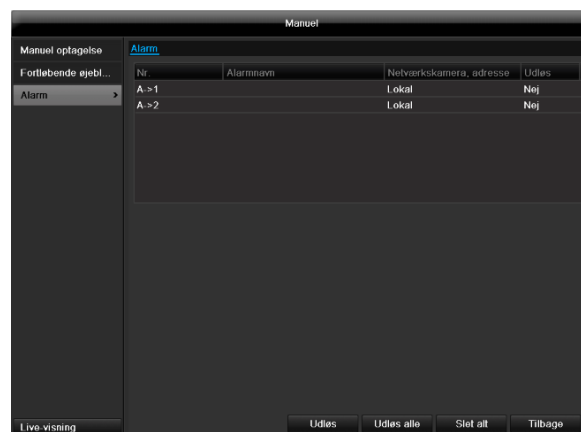 Manuel
Manuel optagelse
Fortløbende øjebl...
Alarm >
Alarm
Nr. Alarmnavn Netværkskamera, adresse Udløs
A->1 Lokal Nej
A->2 Lokal Nej
Live-visning
Udløs Udløs alle Slet alt Tilbage